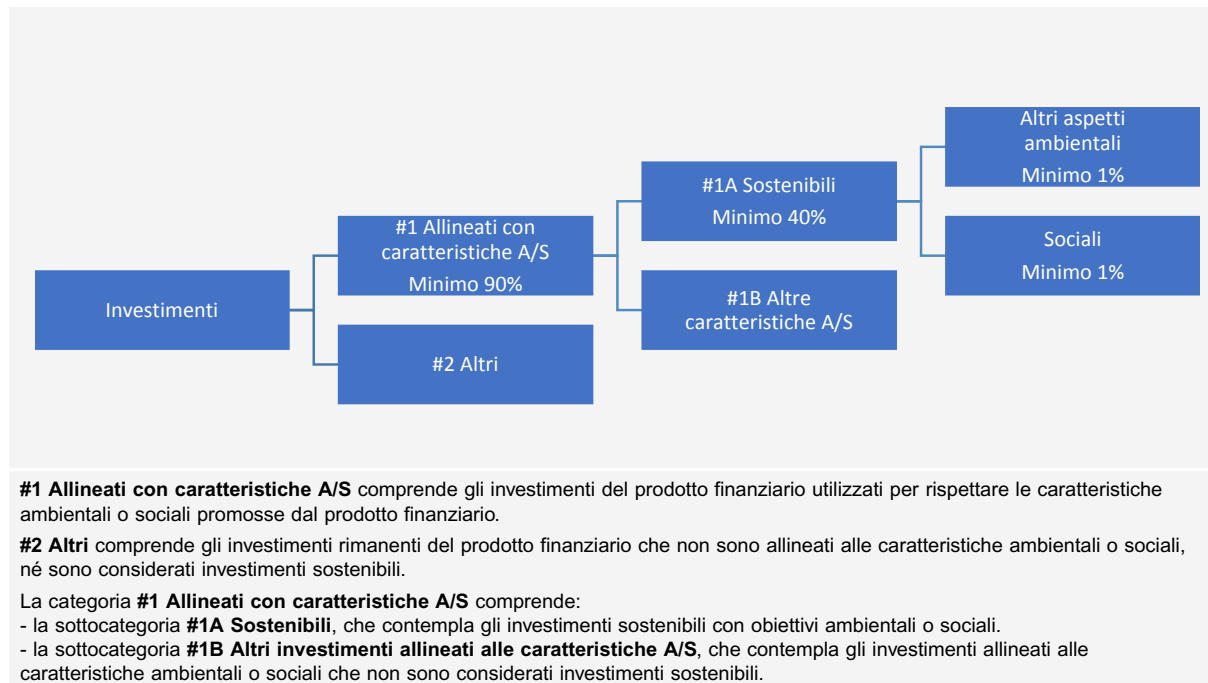 Investimenti
#1 Allineati con
caratteristiche A/S
Minimo 90%
#2 Altri
#1A Sostenibili
Minimo 40%
#1B Altre
caratteristiche A/S
Altri aspetti
ambientali
Minimo 1%
Sociali
Minimo 1%
#1 Allineati con caratteristiche A/S comprende gli investimenti del prodotto finanziario utilizzati per rispettare le caratteristiche
ambientali o sociali promosse dal prodotto finanziario.
#2 Altri comprende gli investimenti rimanenti del prodotto finanziario che non sono allineati alle caratteristiche ambientali o sociali,
né sono considerati investimenti sostenibili.
La categoria #1 Allineati con caratteristiche A/S comprende:
- la sottocategoria #1A Sostenibili, che contempla gli investimenti sostenibili con obiettivi ambientali o sociali.
- la sottocategoria #1B Altri investimenti allineati alle caratteristiche A/S, che contempla gli investimenti allineati alle
caratteristiche ambientali o sociali che non sono considerati investimenti sostenibili.